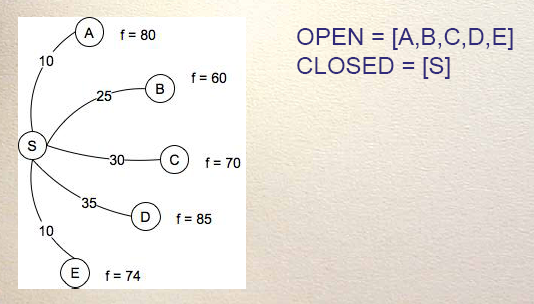 A f = 80
10
f = 60
B
25
S
30
C
f = 70
35
D
f = 85
10
E f = 74
OPEN = [A,B,C,D,E]
CLOSED = [S]